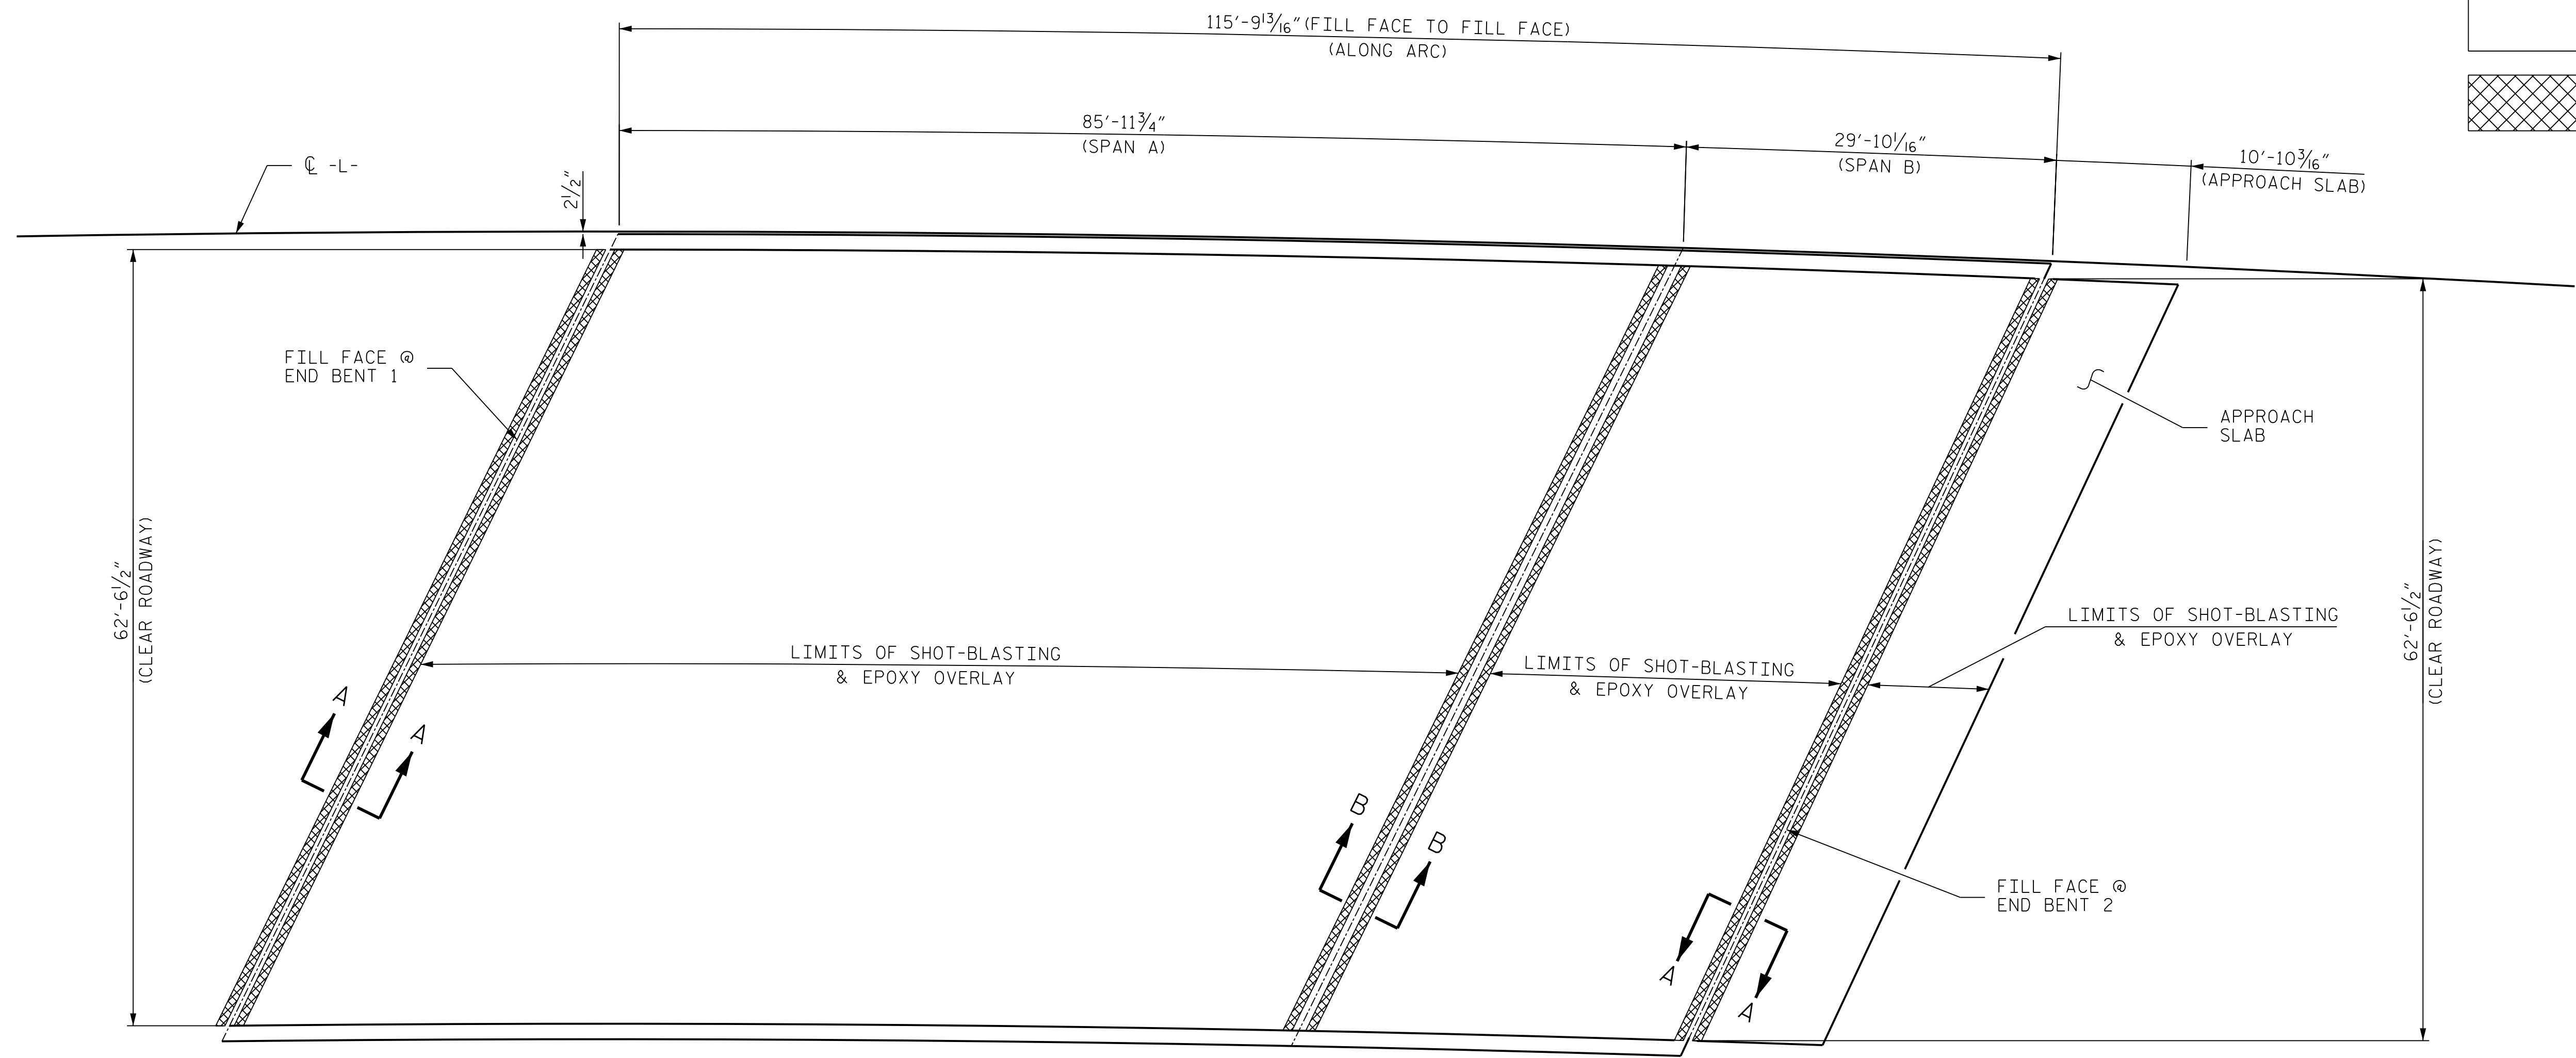 115′-9 13/16″ (FILL FACE TO FILL FACE)
(ALONG ARC)
85′-11 3/4″
(SPAN A)
29′-10 1/16″
(SPAN B)
10′-10 3/16″
(APPROACH SLAB)
℄ -L-
2 1/2″
FILL FACE @
END BENT 1
APPROACH
SLAB
62′-6 1/2″
(CLEAR ROADWAY)
LIMITS OF SHOT-BLASTING
& EPOXY OVERLAY
LIMITS OF SHOT-BLASTING
& EPOXY OVERLAY
LIMITS OF SHOT-BLASTING
& EPOXY OVERLAY
62′-6 1/2″
(CLEAR ROADWAY)
A
A
B
B
FILL FACE @
END BENT 2
A
A